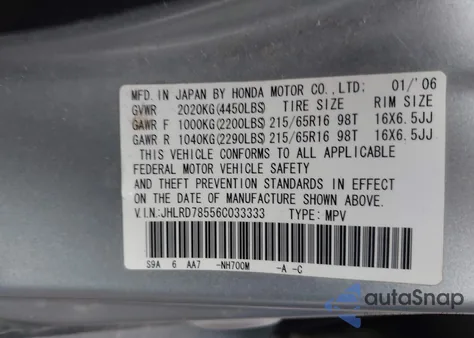 MFD. IN JAPAN BY HONDA MOTOR CO., LTD: 01/'06
GVWR 2020KG(4450LBS) TIRE SIZE RIM SIZE
GAWR F 1000KG(2200LBS) 215/65R16 98T 16X6.5JJ
GAWR R 1040KG(2290LBS) 215/65R16 98T 16X6.5JJ
THIS VEHICLE CONFORMS TO ALL APPLICABLE
FEDERAL MOTOR VEHICLE SAFETY
AND THEFT PREVENTION STANDARDS IN EFFECT
ON THE DATE OF MANUFACTURE SHOWN ABOVE.
V.I.N.:JHLRD78556C033333 TYPE: MPV
S9A 6 AA7 -NH700M -A -C
autoSnap